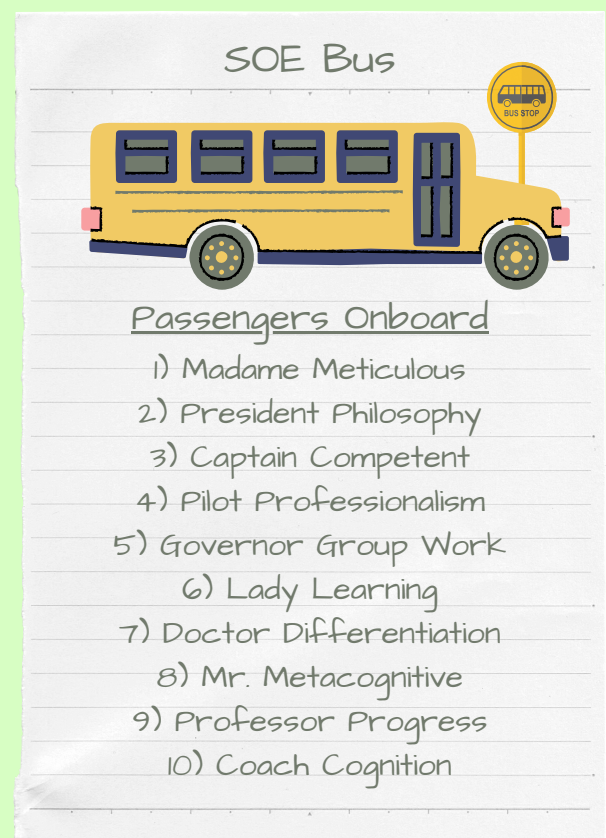 SOE Bus
BUS STOP
Passengers Onboard
1) Madame Meticulous
2) President Philosophy
3) Captain Competent
4) Pilot Professionalism
5) Governor Group Work
6) Lady Learning
7) Doctor Differentiation
8) Mr. Metacognitive
9) Professor Progress
10) Coach Cognition